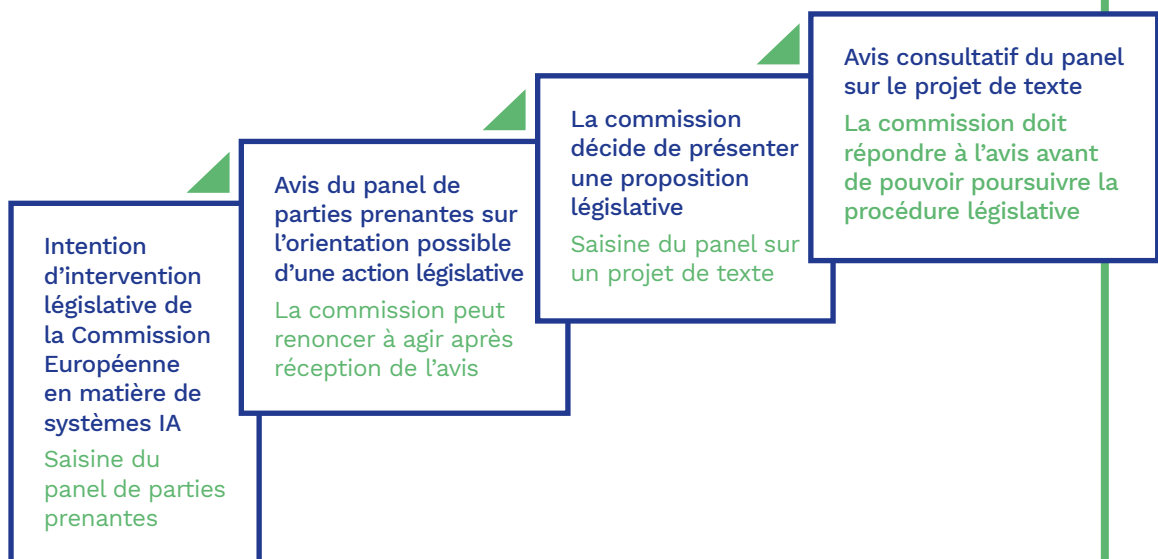 Intention
d’intervention
législative de
la Commission
Européenne
en matière de
systèmes IA
Saisine du
panel de parties
prenantes
Avis du panel de
parties prenantes sur
l’orientation possible
d’une action législative
La commission peut
renoncer à agir après
réception de l’avis
La commission
décide de présenter
une proposition
législative
Saisine du panel sur
un projet de texte
Avis consultatif du panel
sur le projet de texte
La commission doit
répondre à l’avis avant
de pouvoir poursuivre la
procédure législative